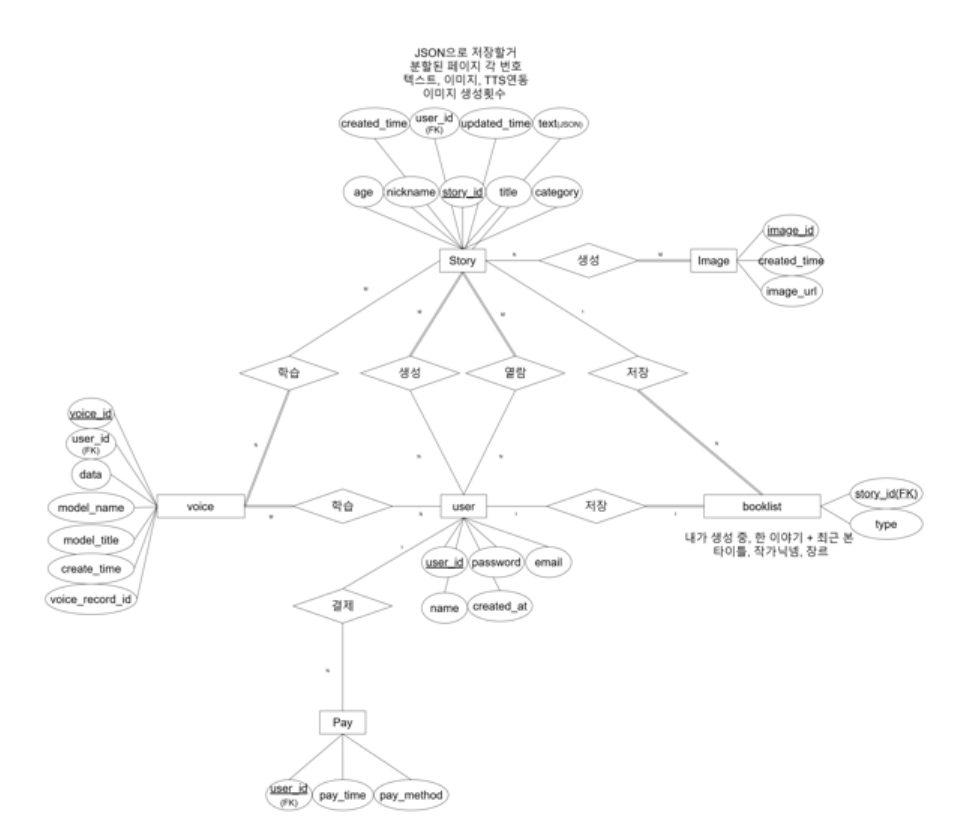 JSON으로 저장할거
분할된 페이지 각 번호
텍스트, 이미지, TTS연동
이미지 생성횟수
created_time
user_id
(FK)
updated_time
text(JSON)
age
nickname
story_id
title
category
Story
N
생성
M
Image
image_id
created_time
image_url
M
M
M
1
학습
생성
열람
저장
N
N
N
N
voice_id
user_id
(FK)
data
model_name
model_title
create_time
voice_record_id
voice
M
학습
N
user
1
저장
1
booklist
story_id(FK)
type
내가 생성 중, 한 이야기 + 최근 본
타이틀, 작가닉넴, 장르
user_id
password
email
name
created_at
1
결제
N
Pay
user_id
(FK)
pay_time
pay_method